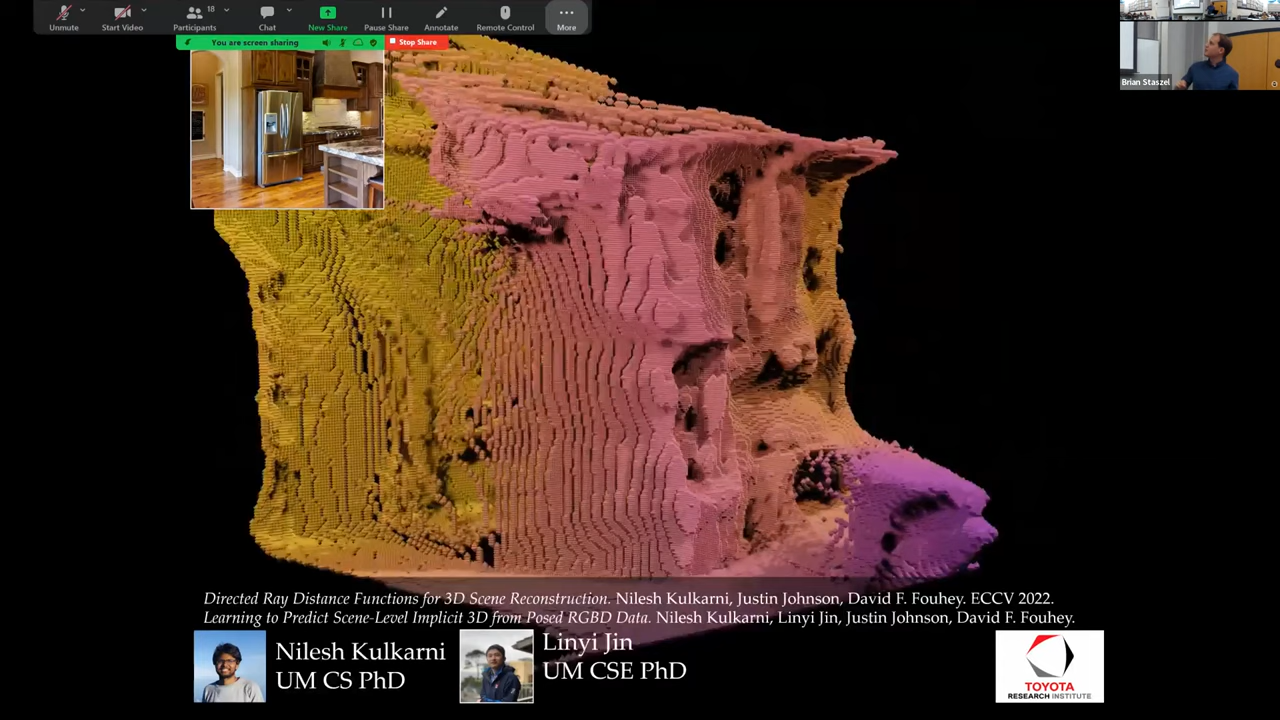 Unmute
Start Video
18
Participants
Chat
New Share
Pause Share
Annotate
Remote Control
More
You are screen sharing
Stop Share
Brian Staszel
Directed Ray Distance Functions for 3D Scene Reconstruction. Nilesh Kulkarni, Justin Johnson, David F. Fouhey. ECCV 2022.
Learning to Predict Scene-Level Implicit 3D from Posed RGBD Data. Nilesh Kulkarni, Linyi Jin, Justin Johnson, David F. Fouhey.
Nilesh Kulkarni
UM CS PhD
Linyi Jin
UM CSE PhD
TOYOTA
RESEARCH INSTITUTE